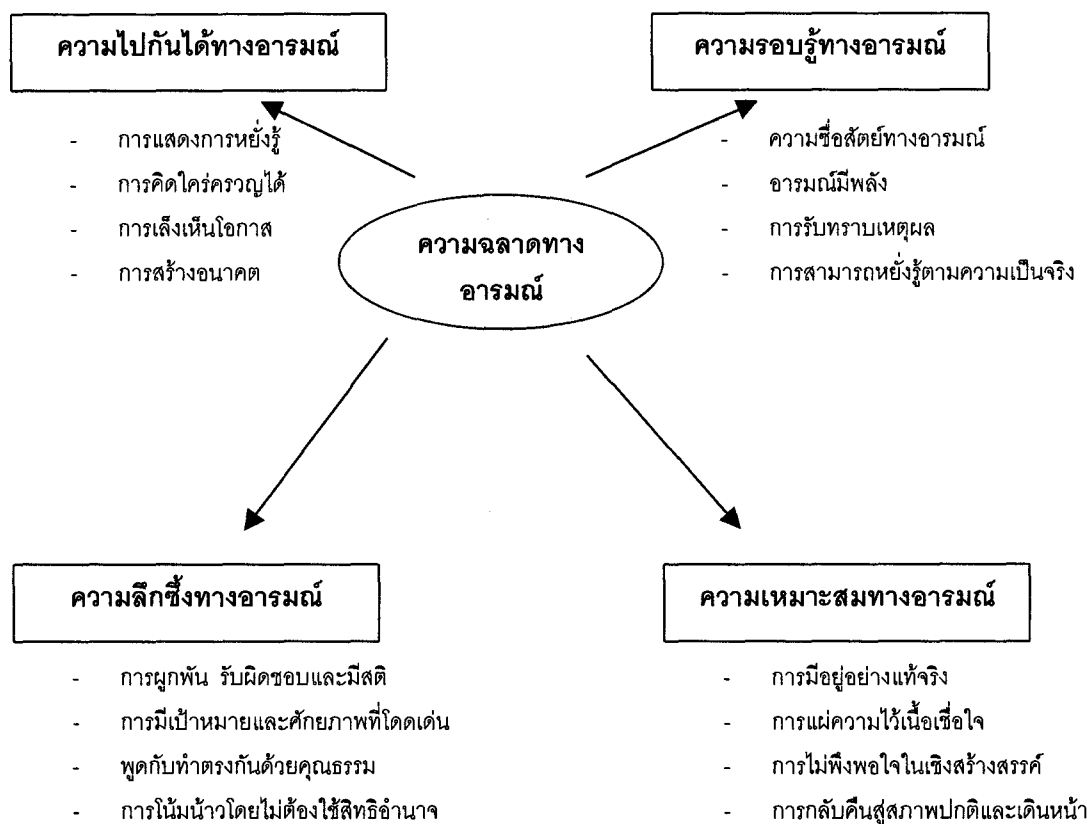 ความไปกันได้ทางอารมณ์
- การแสดงการหยั่งรู้
- การคิดใคร่ครวญได้
- การเล็งเห็นโอกาส
- การสร้างอนาคต
ความรอบรู้ทางอารมณ์
- ความซื่อสัตย์ทางอารมณ์
- อารมณ์มีพลัง
- การรับทราบเหตุผล
- การสามารถหยั่งรู้ตามความเป็นจริง
ความฉลาดทาง
อารมณ์
ความลึกซึ้งทางอารมณ์
- การผูกพัน รับผิดชอบและมีสติ
- การมีเป้าหมายและศักยภาพที่โดดเด่น
- พูดกับทำตรงกันด้วยคุณธรรม
- การโน้มน้าวโดยไม่ต้องใช้สิทธิอำนาจ
ความเหมาะสมทางอารมณ์
- การมีอยู่อย่างแท้จริง
- การแผ่ความไว้เนื้อเชื่อใจ
- การไม่พึงพอใจในเชิงสร้างสรรค์
- การกลับคืนสู่สภาพปกติและเดินหน้า